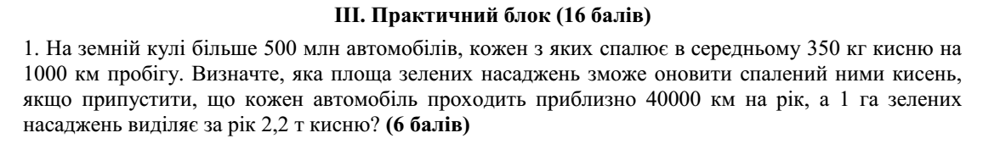 ІІІ. Практичний блок (16 балів)
1. На земній кулі більше 500 млн автомобілів, кожен з яких спалює в середньому 350 кг кисню на
1000 км пробігу. Визначте, яка площа зелених насаджень зможе оновити спалений ними кисень,
якщо припустити, що кожен автомобіль проходить приблизно 40000 км на рік, а 1 га зелених
насаджень виділяє за рік 2,2 т кисню? (6 балів)